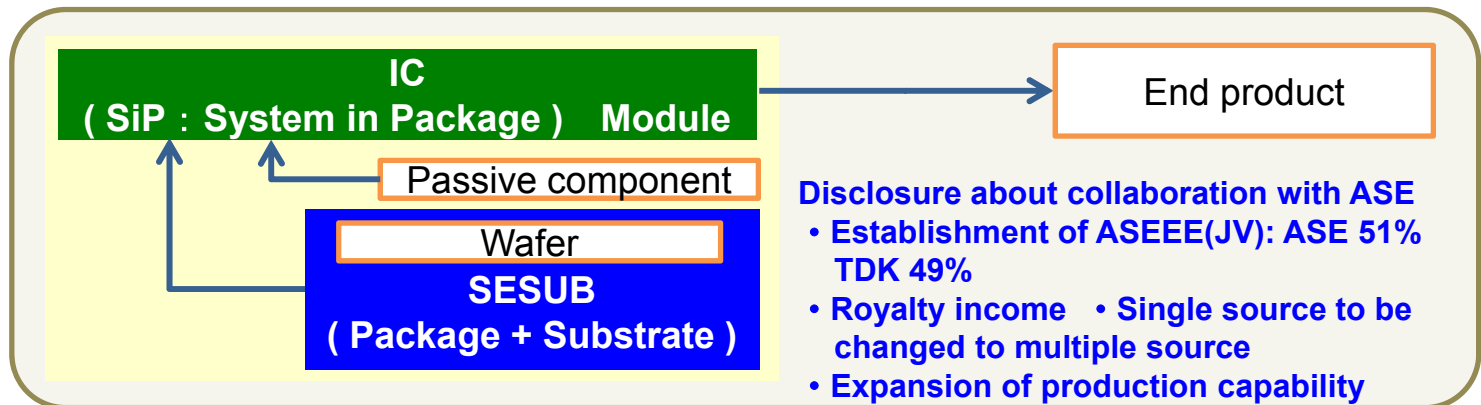 IC
( SiP : System in Package ) Module
Passive component
Wafer
SESUB
( Package + Substrate )
End product
Disclosure about collaboration with ASE
・Establishment of ASEEE(JV): ASE 51%
TDK 49%
・Royalty income ・Single source to be
changed to multiple source
・Expansion of production capability